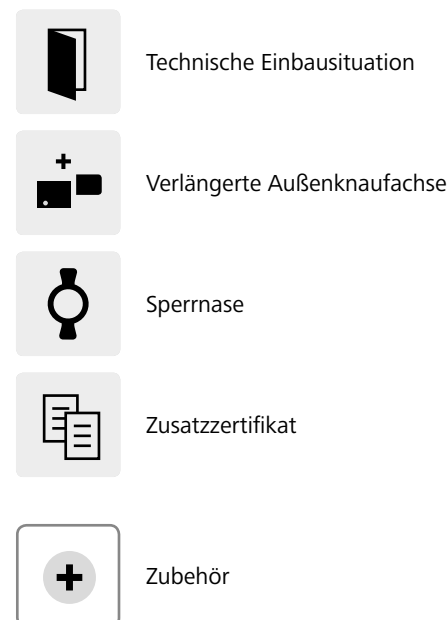 Technische Einbausituation
Verlängerte Außenknaufachse
Sperrnase
Zusatzzertifikat
Zubehör